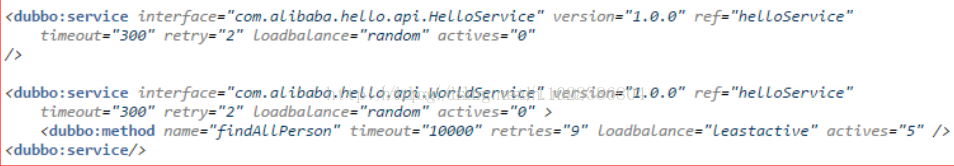 <dubbo:service interface="com.alibaba.hello.api.HelloService" version="1.0.0" ref="helloService"
timeout="300" retry="2" loadbalance="random" actives="0"
/>
<dubbo:service interface="com.alibaba.hello.api.WorldService" version="1.0.0" ref="helloService"
timeout="300" retry="2" loadbalance="random" actives="0" >
<dubbo:method name="findAllPerson" timeout="10000" retries="9" loadbalance="leastactive" actives="5" />
<dubbo:service/>